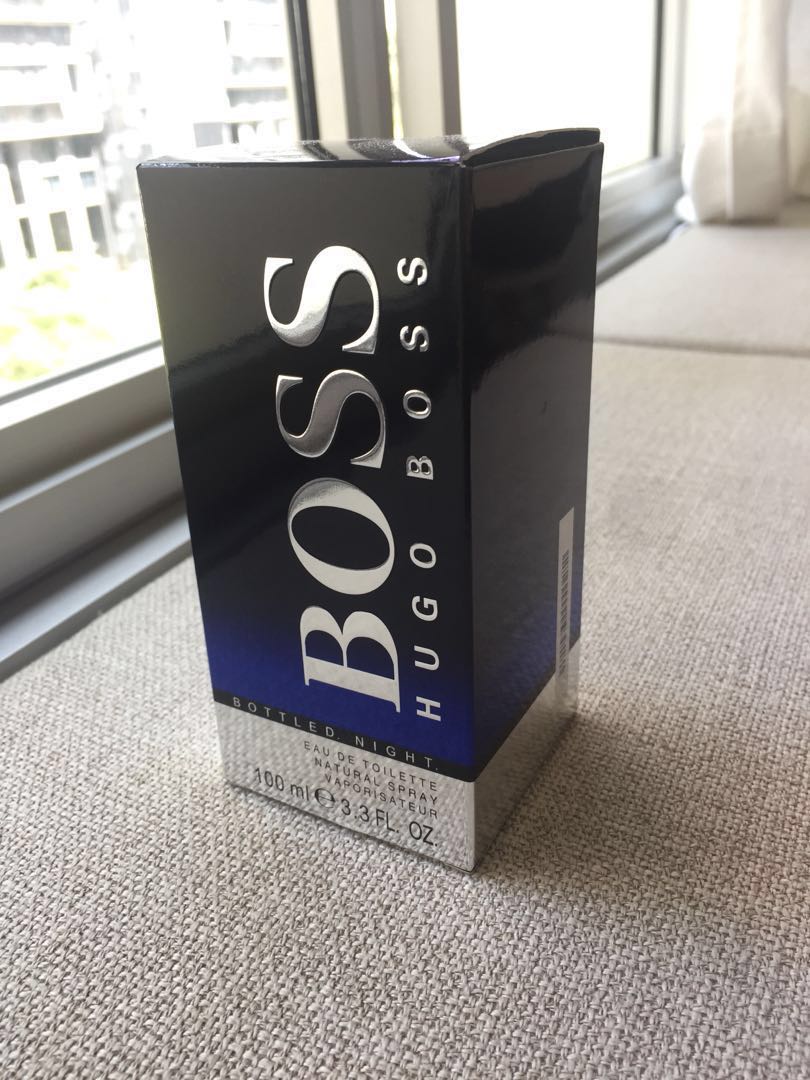 BOSS
HUGO BOSS
BOTTLED. NIGHT.
EAU DE TOILETTE
NATURAL SPRAY
VAPORISATEUR
100 ml ℮ 3.3 FL. OZ.